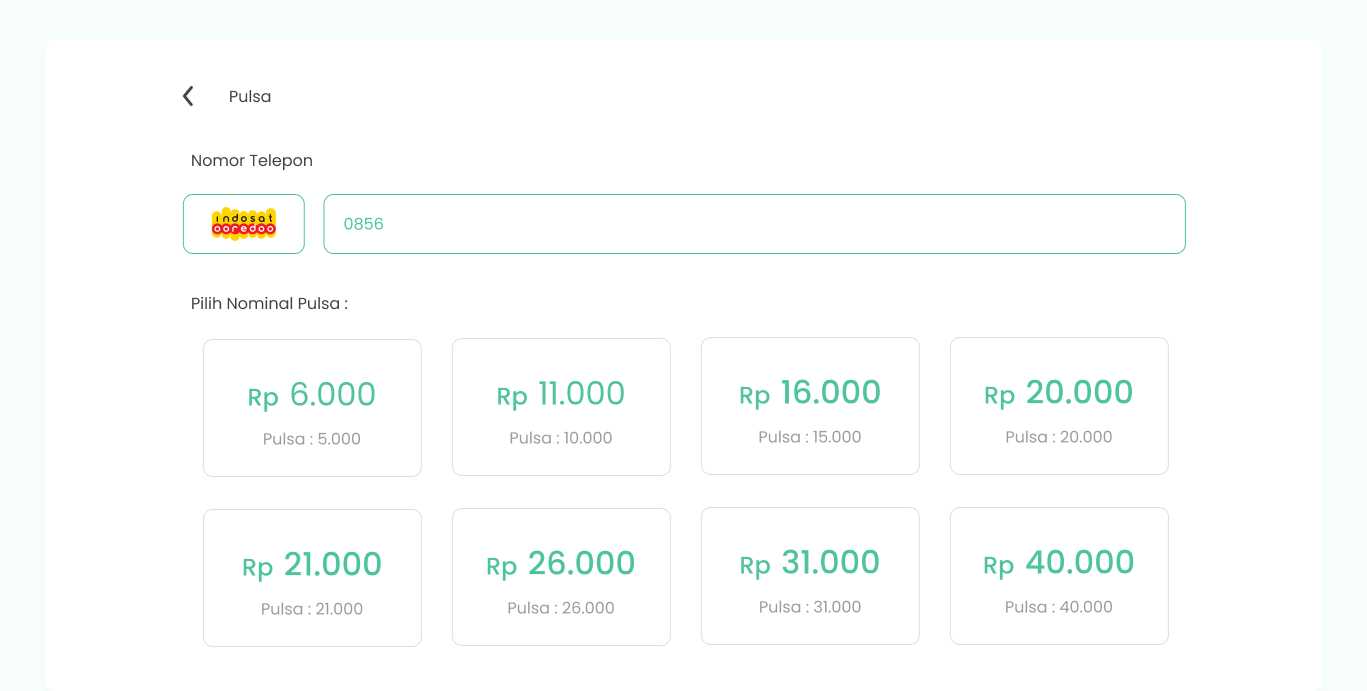 Pulsa
Nomor Telepon
indosat
ooredoo
0856
Pilih Nominal Pulsa :
Rp 6.000
Pulsa : 5.000
Rp 11.000
Pulsa : 10.000
Rp 16.000
Pulsa : 15.000
Rp 20.000
Pulsa : 20.000
Rp 21.000
Pulsa : 21.000
Rp 26.000
Pulsa : 26.000
Rp 31.000
Pulsa : 31.000
Rp 40.000
Pulsa : 40.000